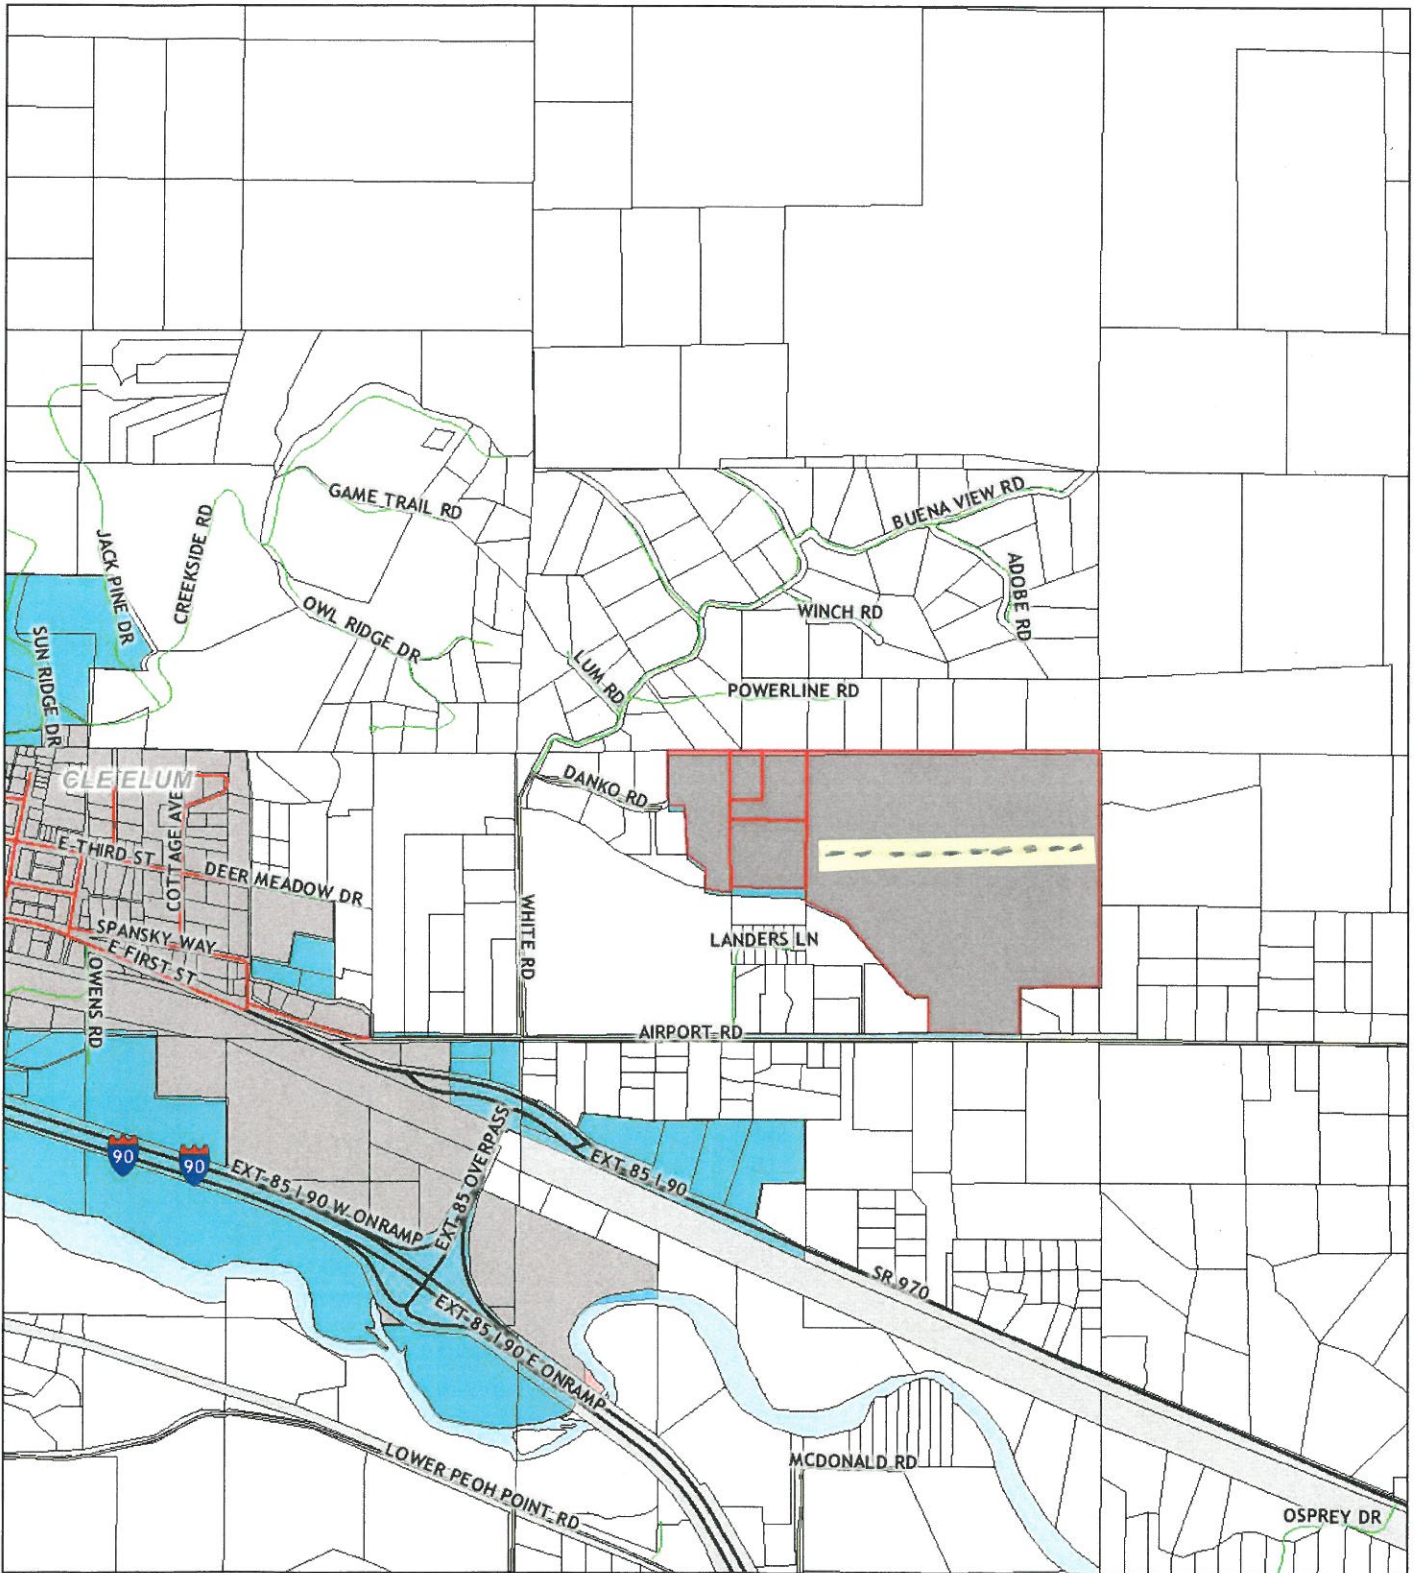 GAME TRAIL RD
BUENA VIEW RD
JACK PINE DR
CREEKSIDE RD
ADOBE RD
OWL RIDGE DR
WINCH RD
SUN RIDGE DR
LUM RD
POWERLINE RD
CLE ELUM
DANKO RD
COTTAGE AVE
E THIRD ST
DEER MEADOW DR
WHITE RD
SPANSKY WAY
E FIRST ST
LANDERS LN
OWENS RD
AIRPORT RD
90
90
EXT 85 I 90 W ONRAMP
EXT 85 OVERPASS
EXT 85 I 90
SR 970
EXT 85 I 90 E ONRAMP
LOWER PEOH POINT RD
MCDONALD RD
OSPREY DR